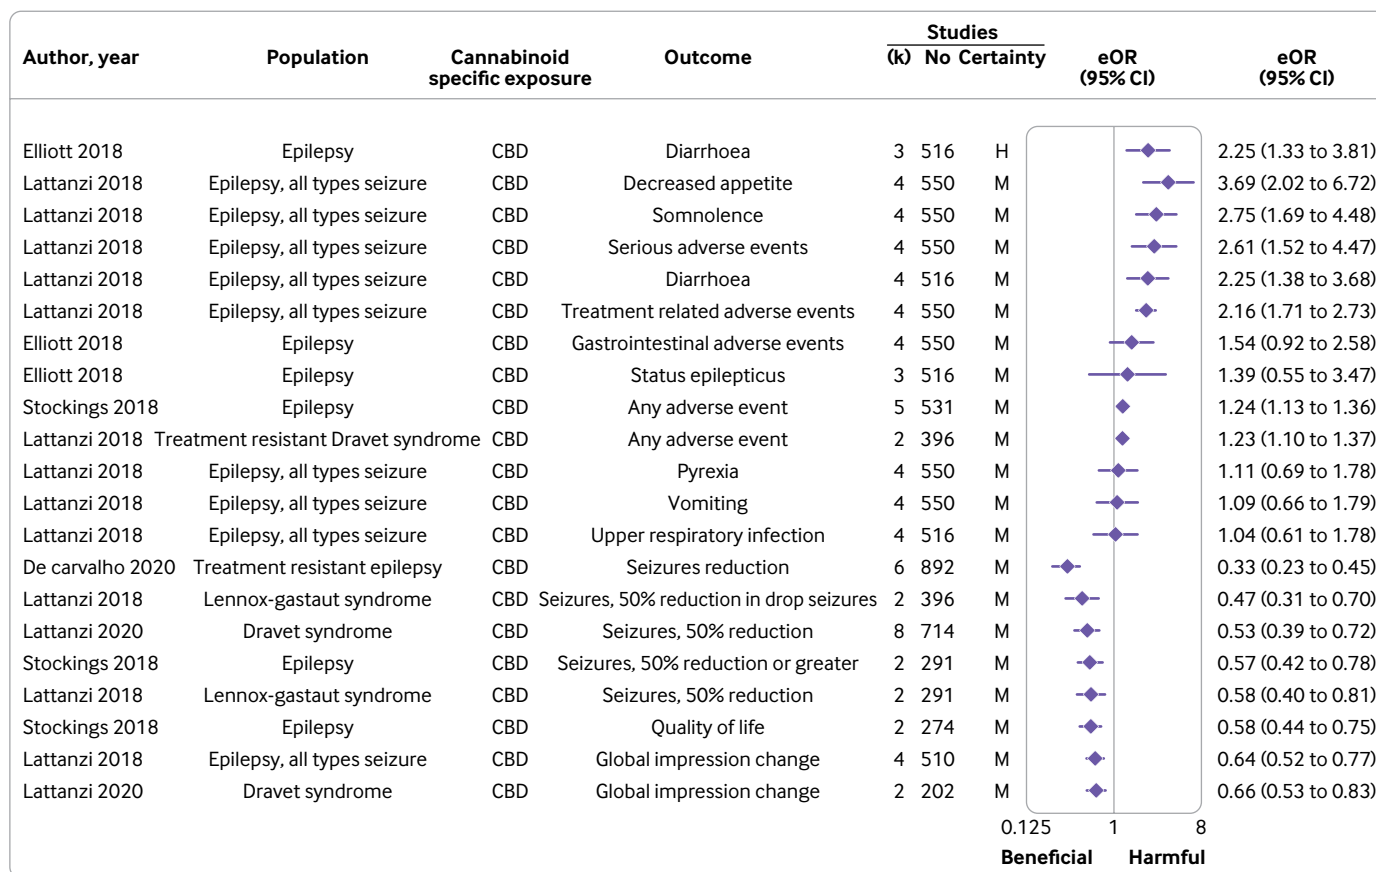 Studies
Author, year Population Cannabinoid specific exposure Outcome (k) No Certainty eOR (95% CI) eOR (95% CI)
Elliott 2018 Epilepsy CBD Diarrhoea 3 516 H 2.25 (1.33 to 3.81)
Lattanzi 2018 Epilepsy, all types seizure CBD Decreased appetite 4 550 M 3.69 (2.02 to 6.72)
Lattanzi 2018 Epilepsy, all types seizure CBD Somnolence 4 550 M 2.75 (1.69 to 4.48)
Lattanzi 2018 Epilepsy, all types seizure CBD Serious adverse events 4 550 M 2.61 (1.52 to 4.47)
Lattanzi 2018 Epilepsy, all types seizure CBD Diarrhoea 4 516 M 2.25 (1.38 to 3.68)
Lattanzi 2018 Epilepsy, all types seizure CBD Treatment related adverse events 4 550 M 2.16 (1.71 to 2.73)
Elliott 2018 Epilepsy CBD Gastrointestinal adverse events 4 550 M 1.54 (0.92 to 2.58)
Elliott 2018 Epilepsy CBD Status epilepticus 3 516 M 1.39 (0.55 to 3.47)
Stockings 2018 Epilepsy CBD Any adverse event 5 531 M 1.24 (1.13 to 1.36)
Lattanzi 2018 Treatment resistant Dravet syndrome CBD Any adverse event 2 396 M 1.23 (1.10 to 1.37)
Lattanzi 2018 Epilepsy, all types seizure CBD Pyrexia 4 550 M 1.11 (0.69 to 1.78)
Lattanzi 2018 Epilepsy, all types seizure CBD Vomiting 4 550 M 1.09 (0.66 to 1.79)
Lattanzi 2018 Epilepsy, all types seizure CBD Upper respiratory infection 4 516 M 1.04 (0.61 to 1.78)
De carvalho 2020 Treatment resistant epilepsy CBD Seizures reduction 6 892 M 0.33 (0.23 to 0.45)
Lattanzi 2018 Lennox-gastaut syndrome CBD Seizures, 50% reduction in drop seizures 2 396 M 0.47 (0.31 to 0.70)
Lattanzi 2020 Dravet syndrome CBD Seizures, 50% reduction 8 714 M 0.53 (0.39 to 0.72)
Stockings 2018 Epilepsy CBD Seizures, 50% reduction or greater 2 291 M 0.57 (0.42 to 0.78)
Lattanzi 2018 Lennox-gastaut syndrome CBD Seizures, 50% reduction 2 291 M 0.58 (0.40 to 0.81)
Stockings 2018 Epilepsy CBD Quality of life 2 274 M 0.58 (0.44 to 0.75)
Lattanzi 2018 Epilepsy, all types seizure CBD Global impression change 4 510 M 0.64 (0.52 to 0.77)
Lattanzi 2020 Dravet syndrome CBD Global impression change 2 202 M 0.66 (0.53 to 0.83)
0.125 1 8
Beneficial Harmful